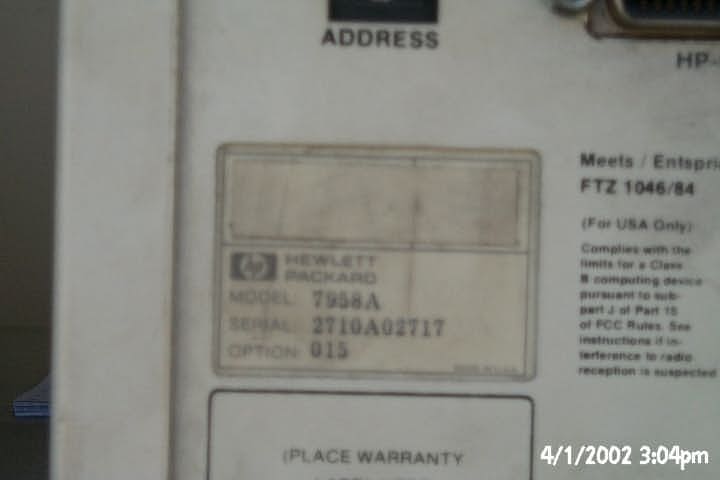 ADDRESS
HP-
Meets / Entspri
FTZ 1046/84
(For USA Only)
Complies with the
limits for a Class
B computing device
pursuant to sub-
part J of Part 15
of FCC Rules. See
instructions if in-
terference to radio
reception is suspected
hp HEWLETT
PACKARD
MODEL: 7958A
SERIAL: 2710A02717
OPTION: 015
(PLACE WARRANTY
4/1/2002 3:04pm